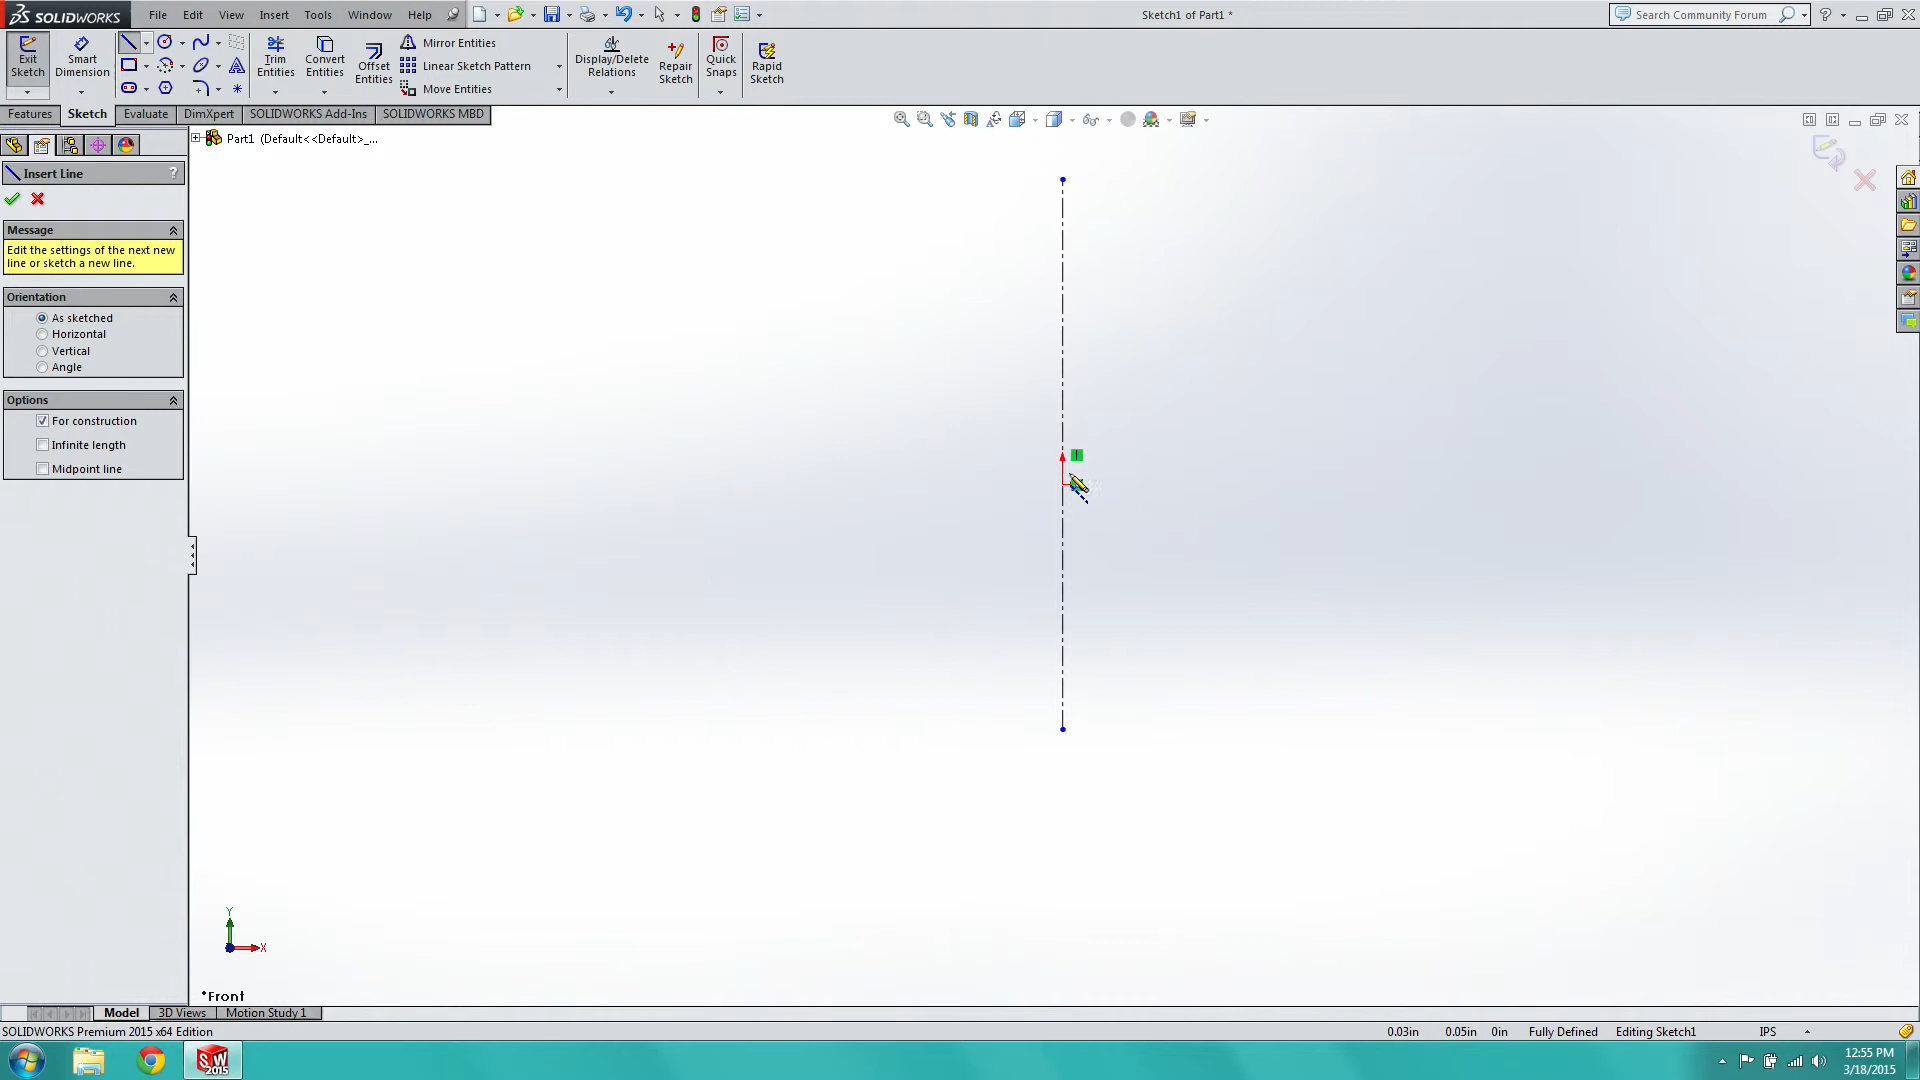 SOLIDWORKS File Edit View Insert Tools Window Help Sketch1 of Part1 * Search Community Forum
Exit Sketch
Smart Dimension
Trim Entities
Convert Entities
Offset Entities
Mirror Entities
Linear Sketch Pattern
Move Entities
Display/Delete Relations
Repair Sketch
Quick Snaps
Rapid Sketch
Features Sketch Evaluate DimXpert SOLIDWORKS Add-Ins SOLIDWORKS MBD
Part1 (Default<<Default>_...
Insert Line ?
Message
Edit the settings of the next new
line or sketch a new line.
Orientation
As sketched
Horizontal
Vertical
Angle
Options
For construction
Infinite length
Midpoint line
Y
X
*Front
Model 3D Views Motion Study 1
SOLIDWORKS Premium 2015 x64 Edition 0.03in 0.05in 0in Fully Defined Editing Sketch1 IPS
SW 2015
12:55 PM
3/18/2015